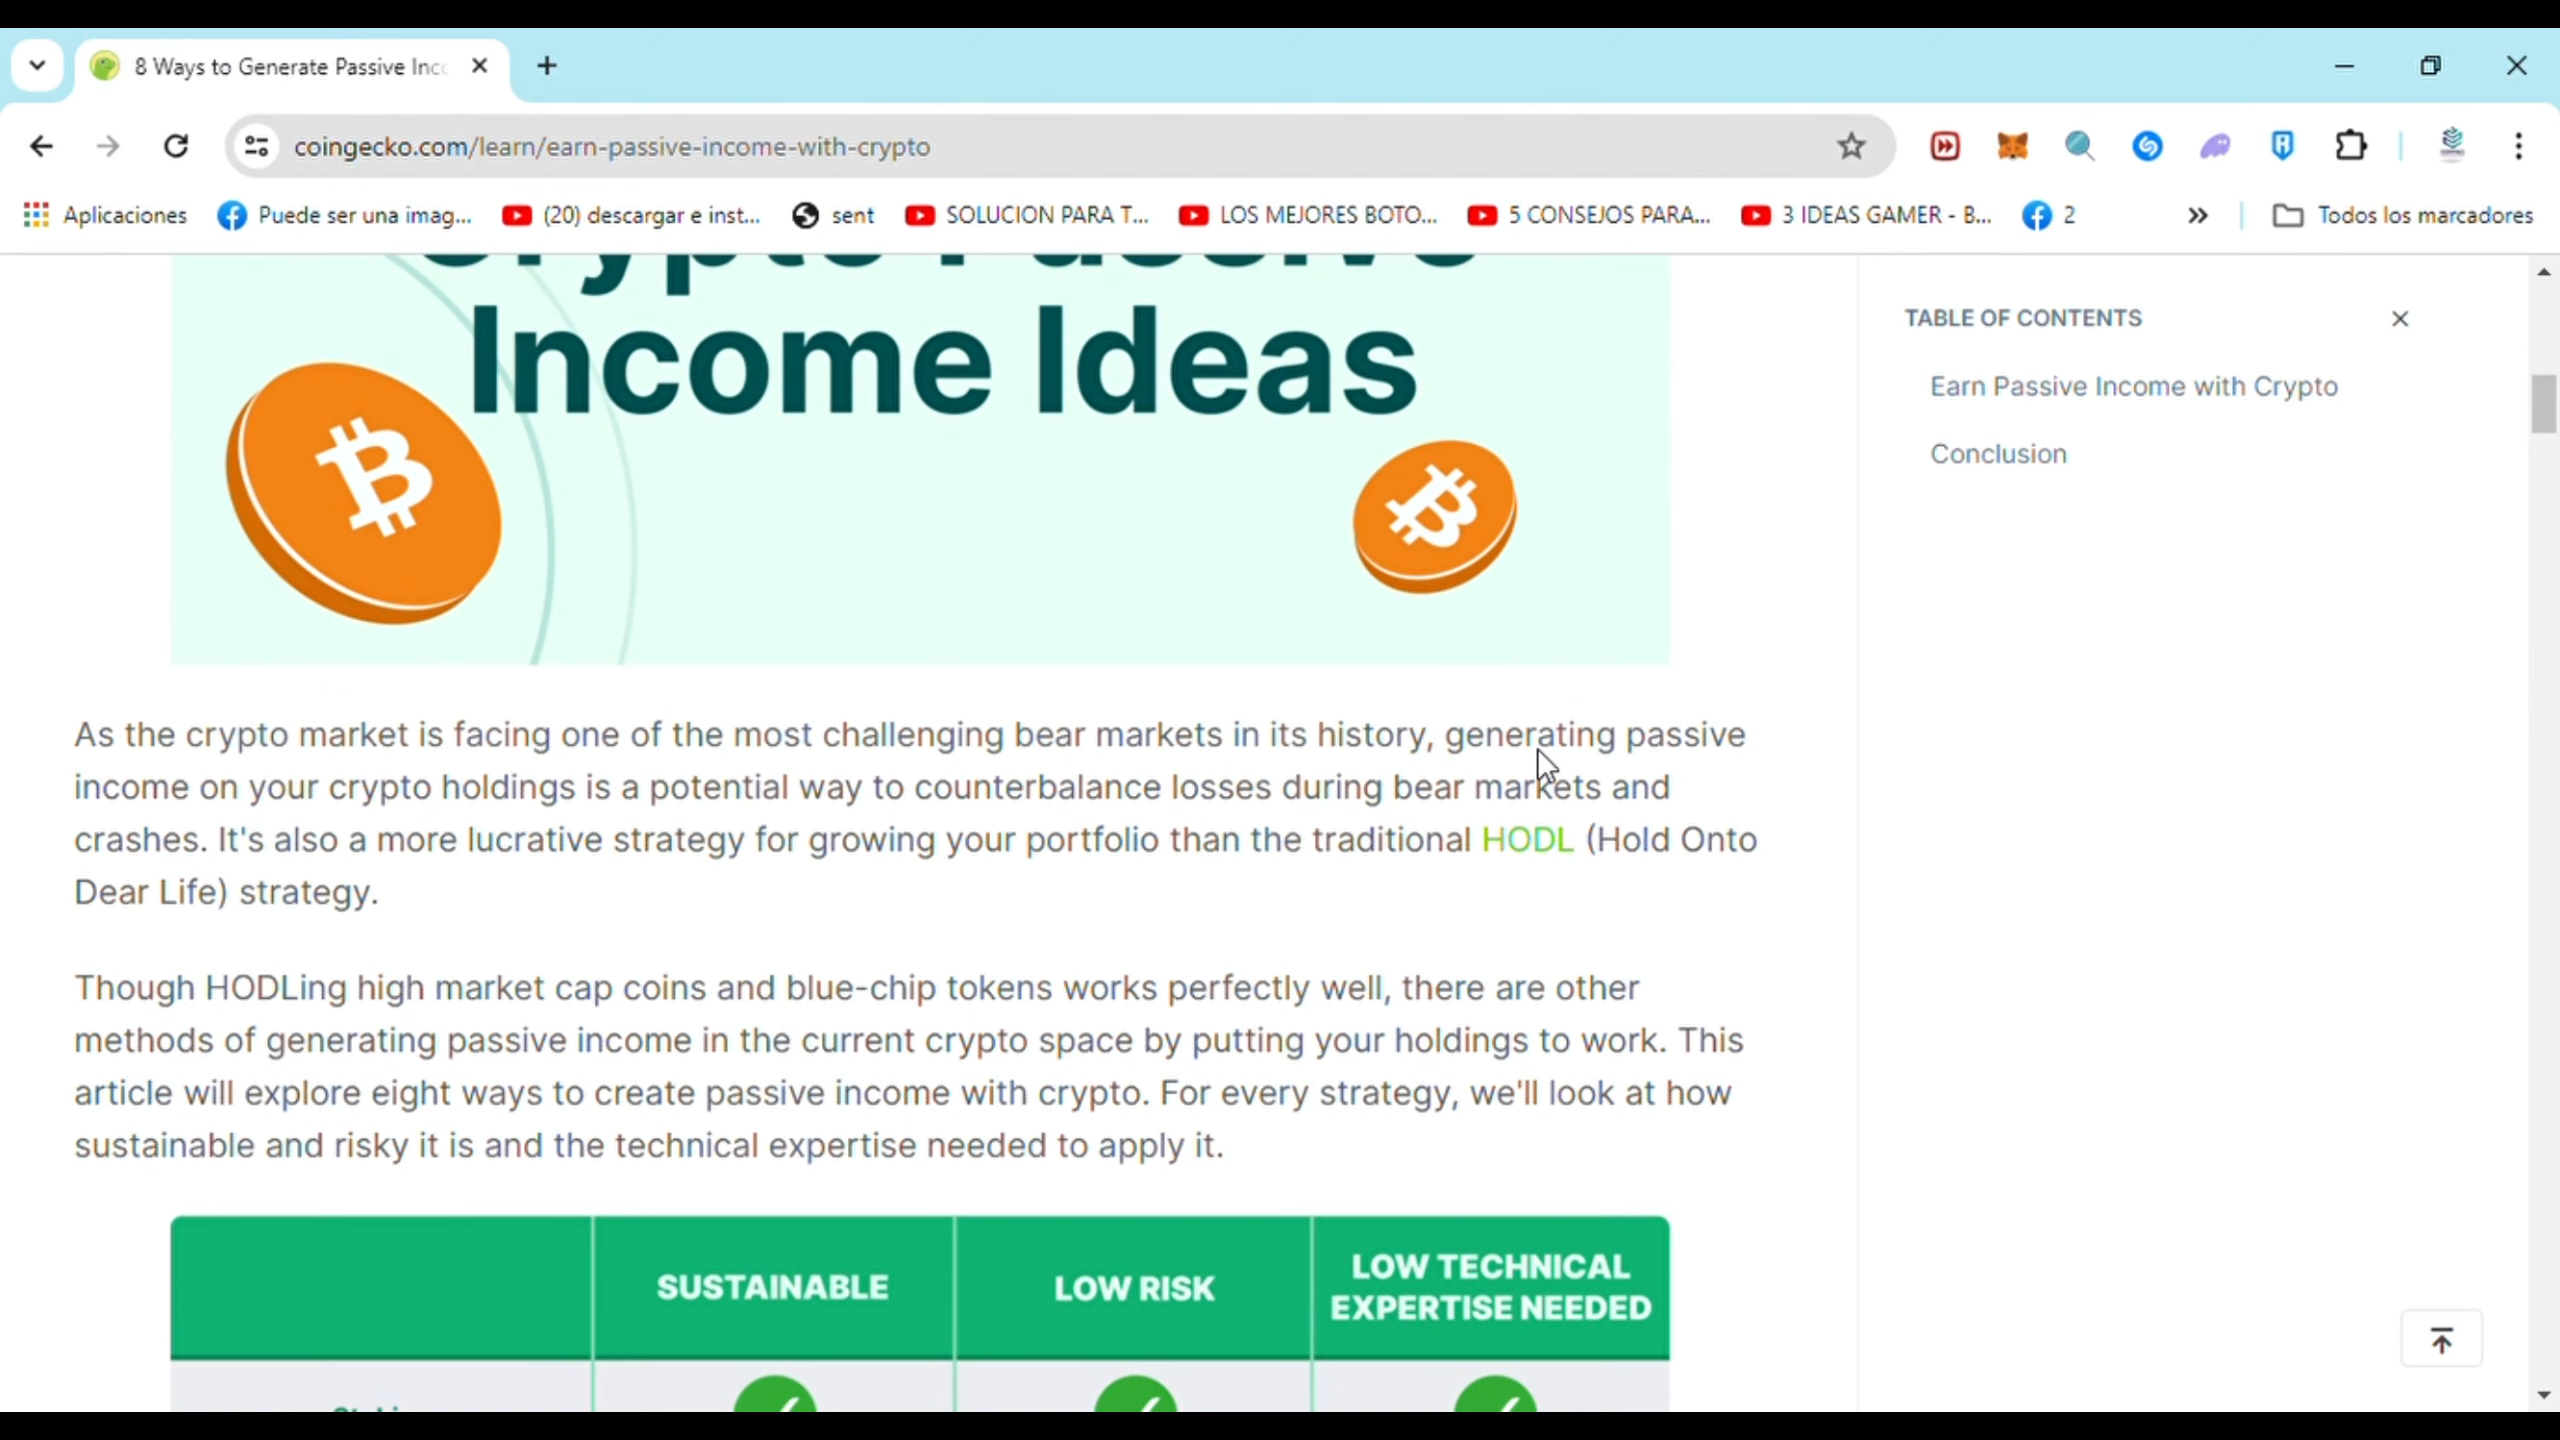 8 Ways to Generate Passive Inc
coingecko.com/learn/earn-passive-income-with-crypto
Aplicaciones
Puede ser una imag...
(20) descargar e inst...
sent
SOLUCION PARA T...
LOS MEJORES BOTO...
5 CONSEJOS PARA...
3 IDEAS GAMER - B...
2
Todos los marcadores
Crypto Passive
Income Ideas
TABLE OF CONTENTS
Earn Passive Income with Crypto
Conclusion
As the crypto market is facing one of the most challenging bear markets in its history, generating passive
income on your crypto holdings is a potential way to counterbalance losses during bear markets and
crashes. It's also a more lucrative strategy for growing your portfolio than the traditional HODL (Hold Onto
Dear Life) strategy.
Though HODLing high market cap coins and blue-chip tokens works perfectly well, there are other
methods of generating passive income in the current crypto space by putting your holdings to work. This
article will explore eight ways to create passive income with crypto. For every strategy, we'll look at how
sustainable and risky it is and the technical expertise needed to apply it.
SUSTAINABLE
LOW RISK
LOW TECHNICAL
EXPERTISE NEEDED